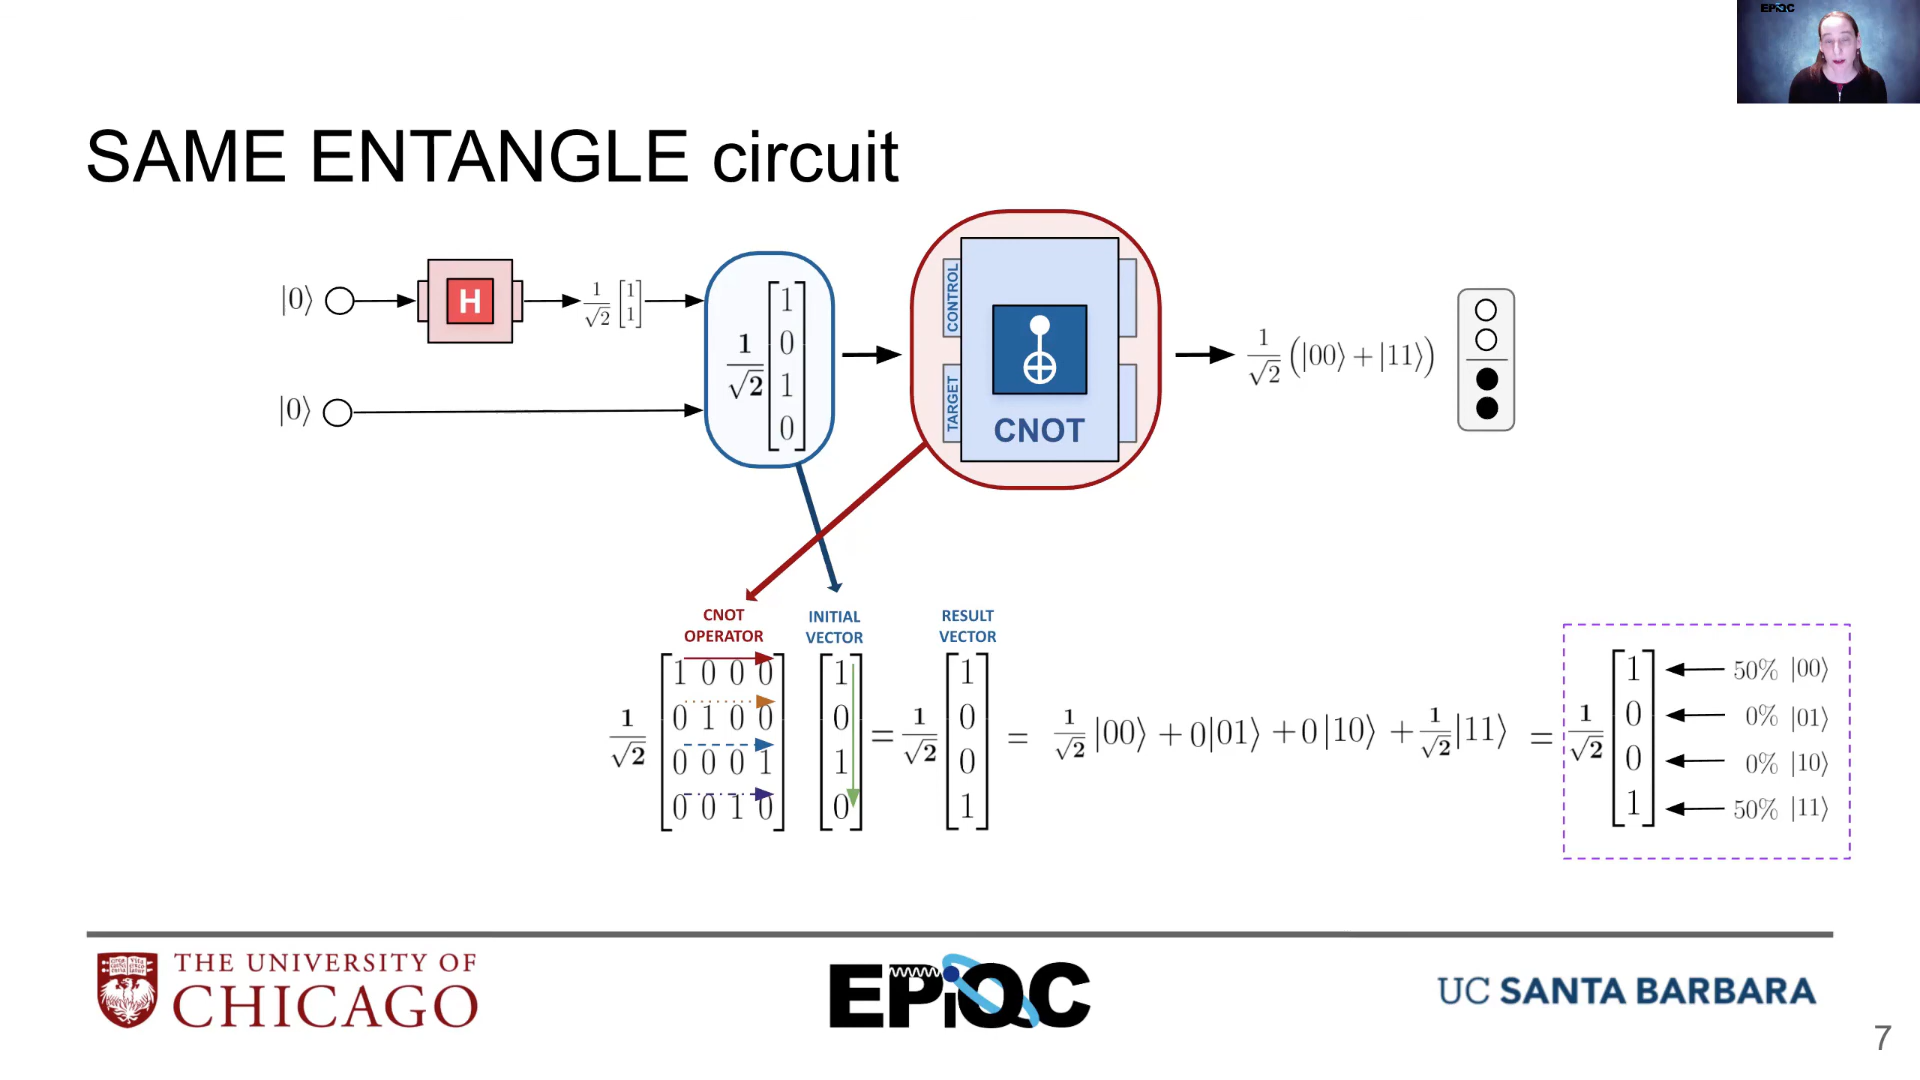 EPiQC
SAME ENTANGLE circuit
|0⟩ H 1/√2 [1 1]
|0⟩
1/√2 [1 0 1 0]
CONTROL
TARGET
CNOT
1/√2 (|00⟩ + |11⟩)
CNOT OPERATOR
INITIAL VECTOR
RESULT VECTOR
1/√2
1 0 0 0
0 1 0 0
0 0 0 1
0 0 1 0
[1 0 1 0]
= 1/√2 [1 0 0 1]
= 1/√2 |00⟩ + 0|01⟩ + 0|10⟩ + 1/√2 |11⟩
= 1/√2 [1 0 0 1]
50% |00⟩
0% |01⟩
0% |10⟩
50% |11⟩
THE UNIVERSITY OF
CHICAGO
EPiQC
UC SANTA BARBARA
7